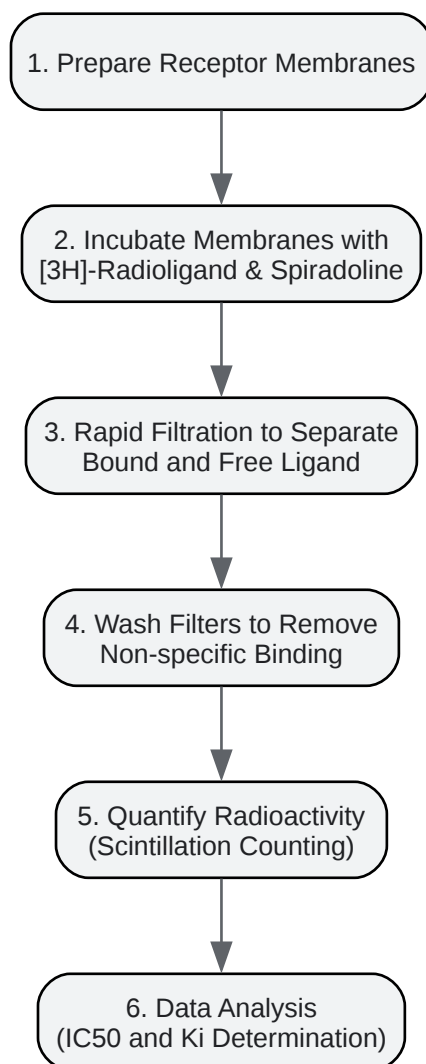 1. Prepare Receptor Membranes
2. Incubate Membranes with
[3H]-Radioligand & Spiradoline
3. Rapid Filtration to Separate
Bound and Free Ligand
4. Wash Filters to Remove
Non-specific Binding
5. Quantify Radioactivity
(Scintillation Counting)
6. Data Analysis
(IC50 and Ki Determination)